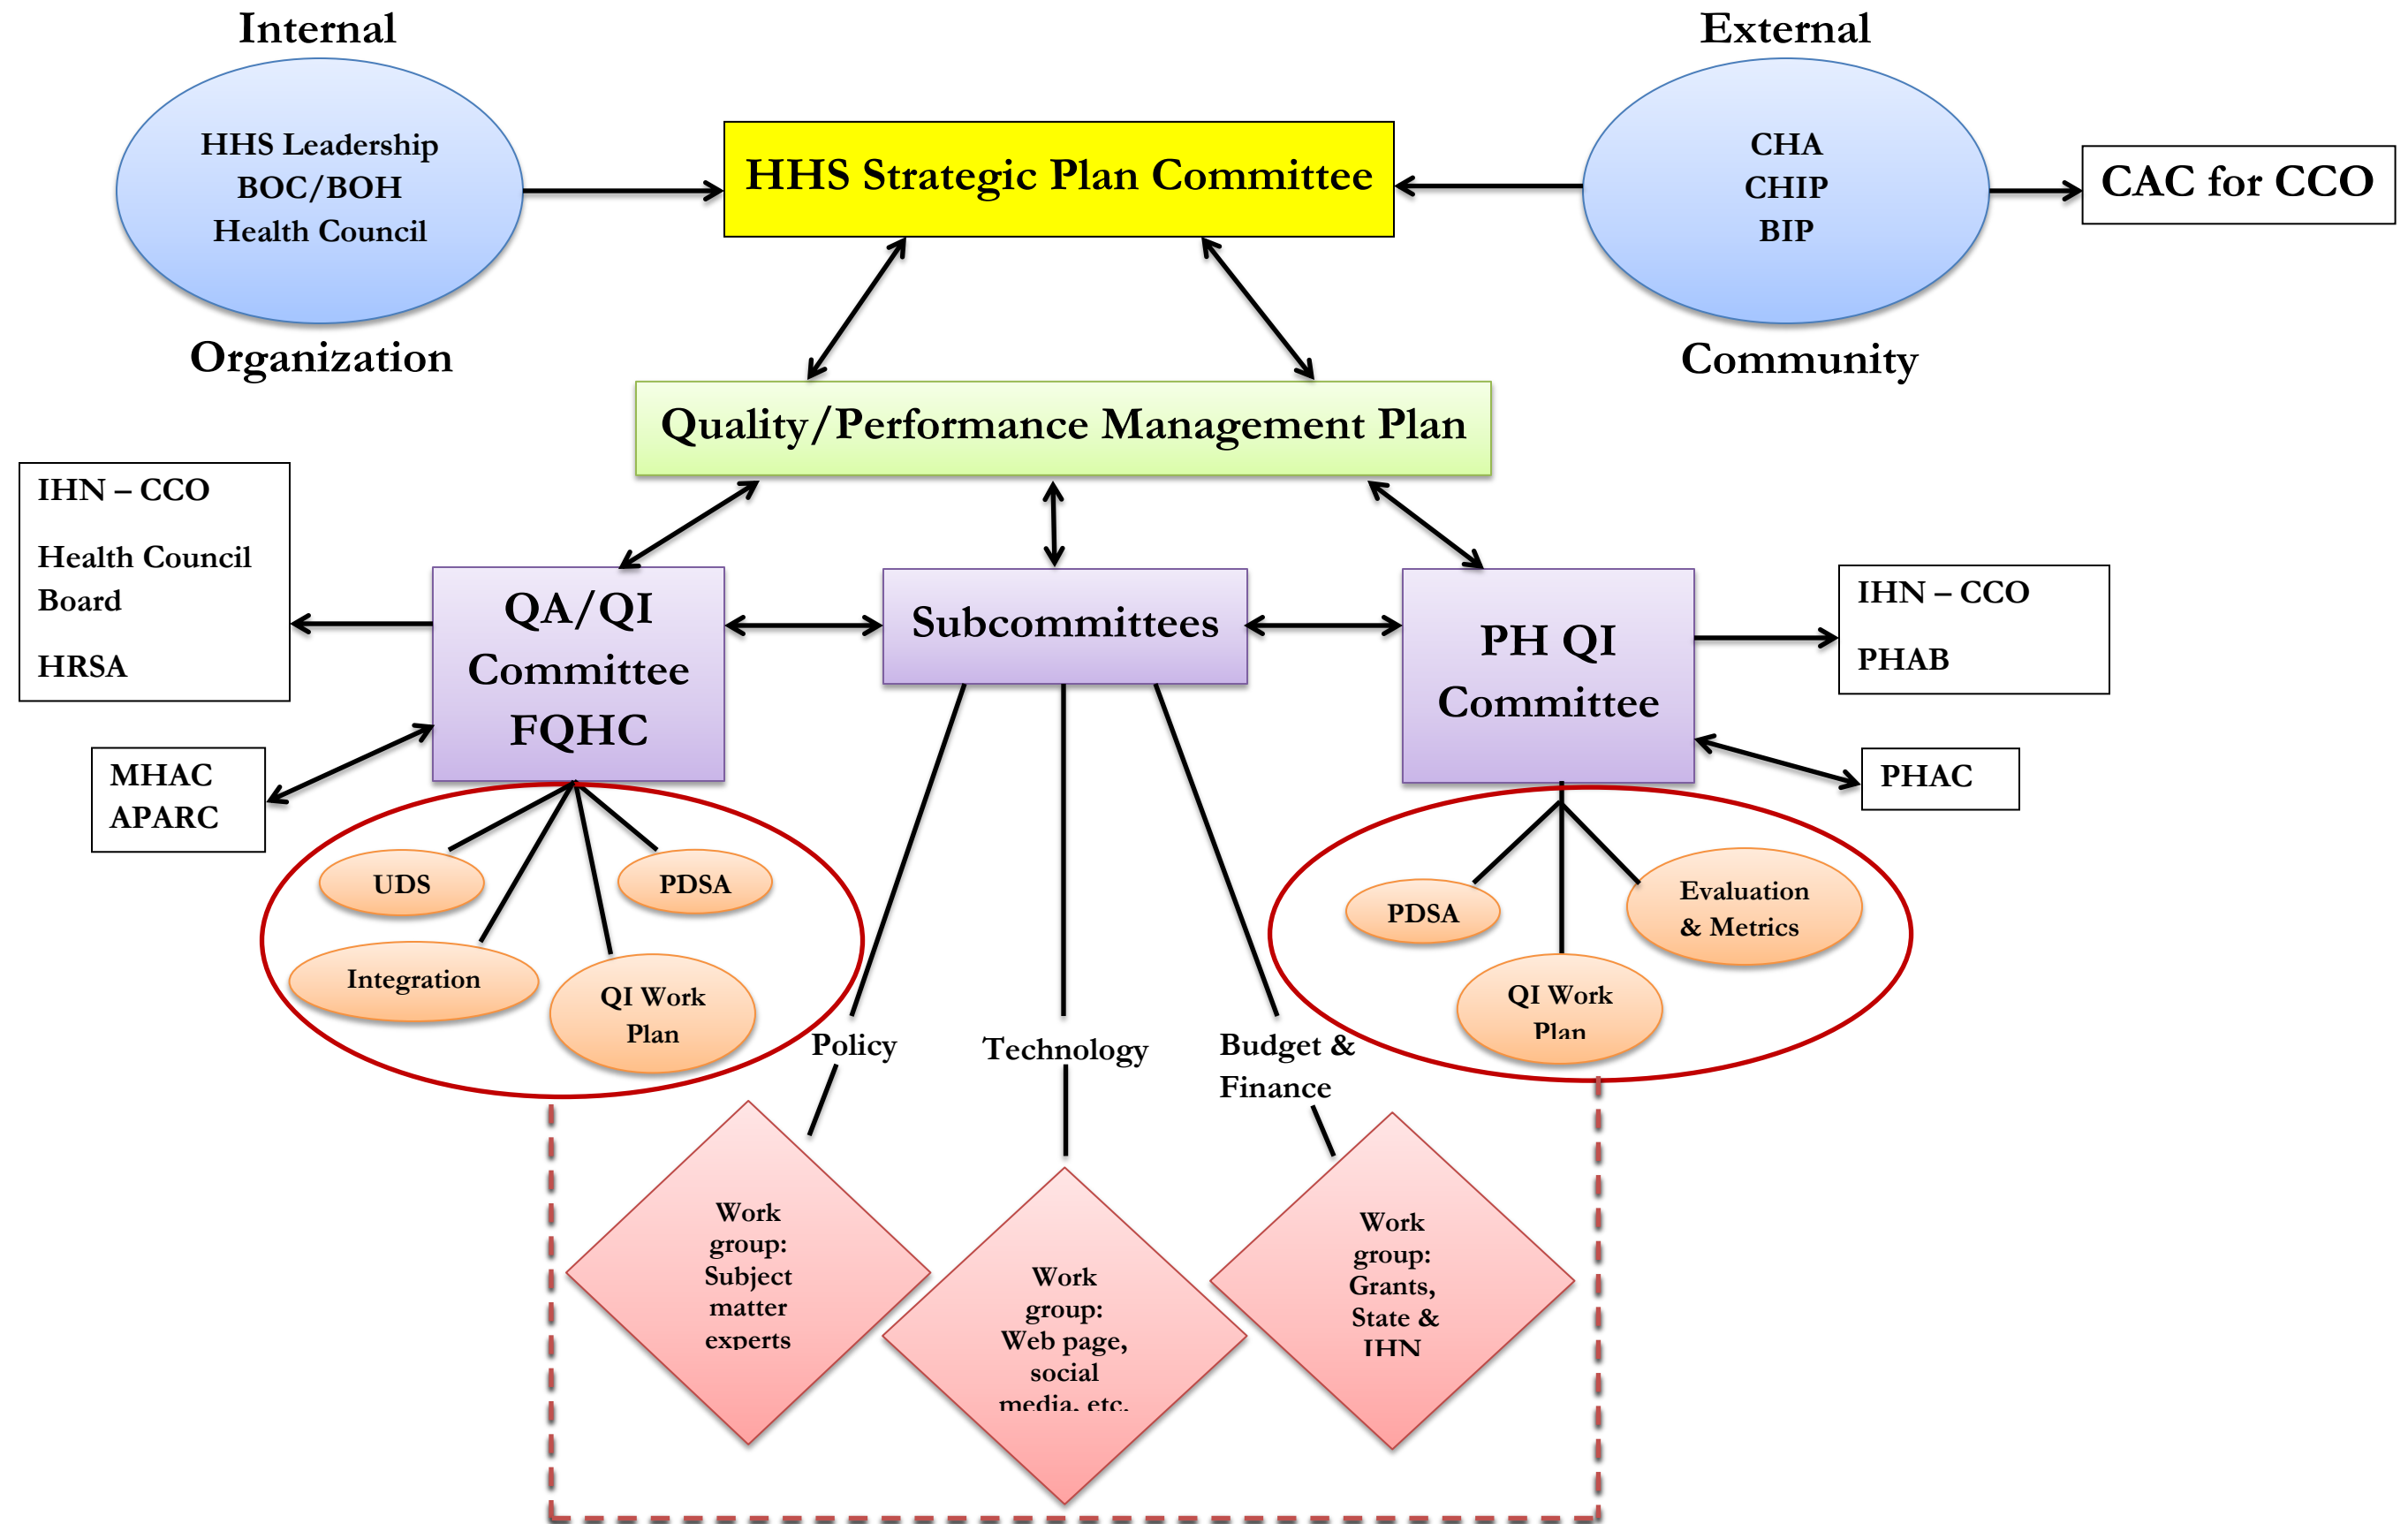 Internal
External
HHS Leadership
BOC/BOH
Health Council
HHS Strategic Plan Committee
CHA
CHIP
BIP
CAC for CCO
Organization
Community
Quality/Performance Management Plan
IHN – CCO
Health Council
Board
HRSA
QA/QI
Committee
FQHC
Subcommittees
PH QI
Committee
IHN – CCO
PHAB
MHAC
APARC
PHAC
UDS
PDSA
Integration
QI Work
Plan
PDSA
Evaluation
& Metrics
QI Work
Plan
Policy
Technology
Budget &
Finance
Work
group:
Subject
matter
experts
Work
group:
Web page,
social
media, etc.
Work
group:
Grants,
State &
IHN